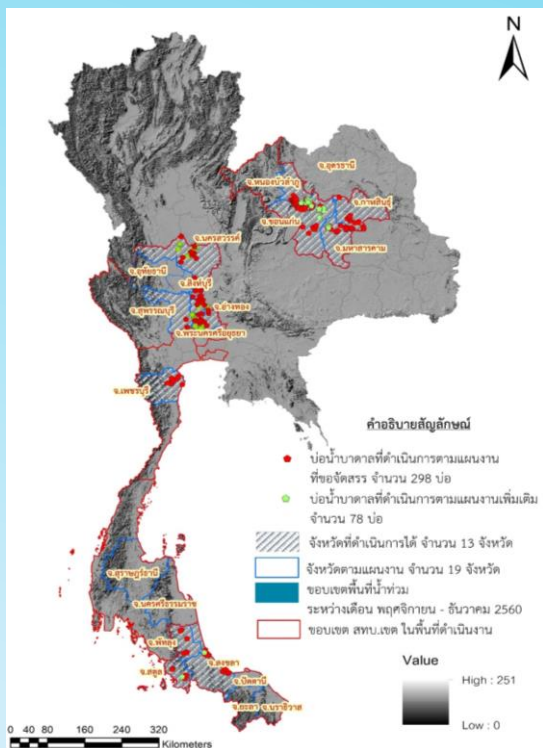 N
จ.อุดรธานี
จ.หนองบัวลำภู
จ.กาฬสินธุ์
จ.ขอนแก่น
จ.มหาสารคาม
จ.นครสวรรค์
จ.อุทัยธานี
จ.สิงห์บุรี
จ.อ่างทอง
จ.สุพรรณบุรี
จ.พระนครศรีอยุธยา
จ.เพชรบุรี
คำอธิบายสัญลักษณ์
บ่อน้ำบาดาลที่ดำเนินการตามแผนงาน
ที่ขอจัดสรร จำนวน 298 บ่อ
บ่อน้ำบาดาลที่ดำเนินการตามแผนงานเพิ่มเติม
จำนวน 78 บ่อ
จังหวัดที่ดำเนินการได้ จำนวน 13 จังหวัด
จังหวัดตามแผนงาน จำนวน 19 จังหวัด
ขอบเขตพื้นที่น้ำท่วม
ระหว่างเดือน พฤศจิกายน - ธันวาคม 2560
ขอบเขต สทบ.เขต ในพื้นที่ดำเนินงาน
จ.สุราษฎร์ธานี
จ.นครศรีธรรมราช
จ.พัทลุง
จ.สงขลา
จ.สตูล
จ.ปัตตานี
จ.ยะลา
จ.นราธิวาส
Value
High : 251
Low : 0
0 40 80 160 240 320
Kilometers